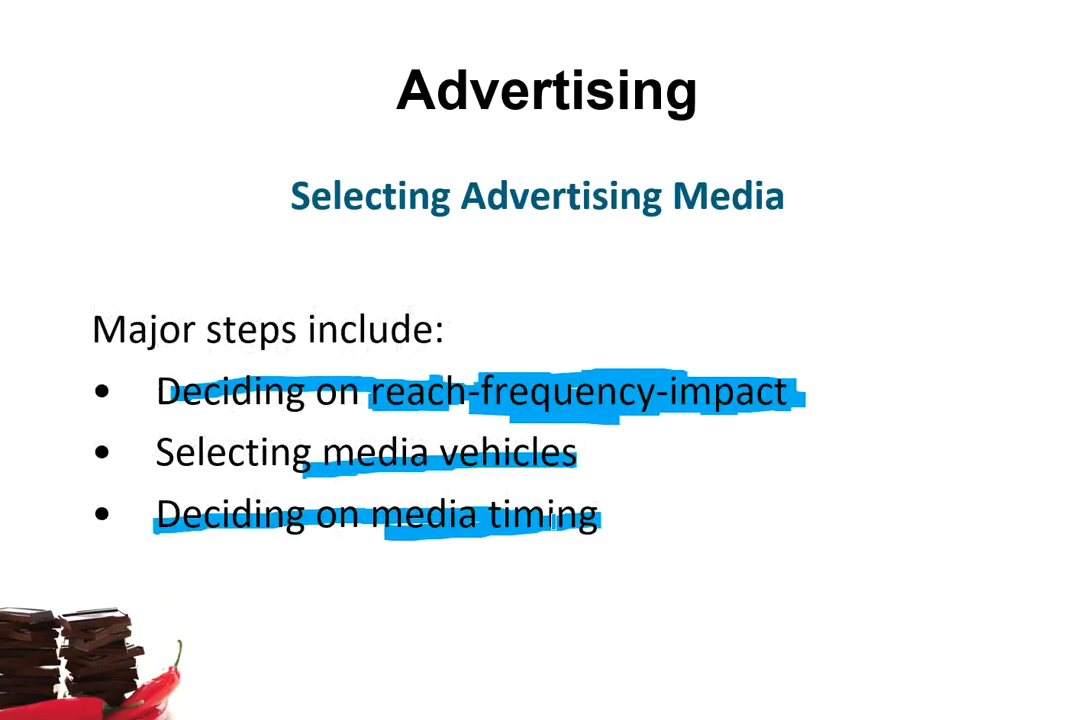 Advertising
Selecting Advertising Media
Major steps include:
• Deciding on reach-frequency-impact
• Selecting media vehicles
• Deciding on media timing